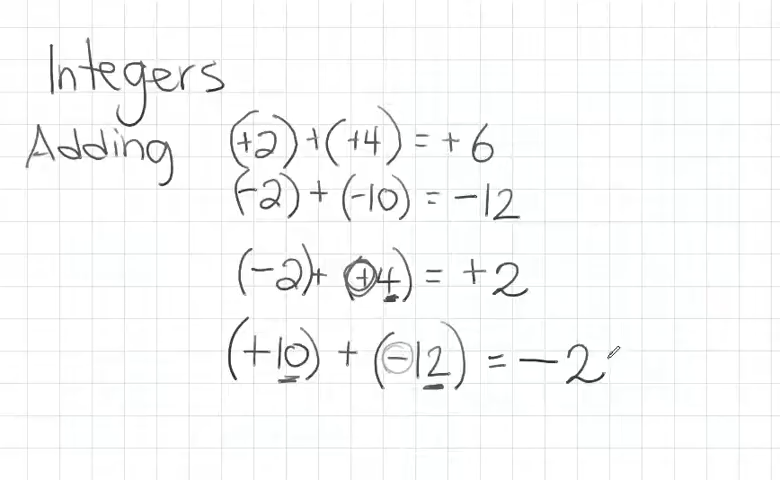 Integers
Adding (+2) + (+4) = +6
(-2) + (-10) = -12
(-2) + (+4) = +2
(+10) + (-12) = -2